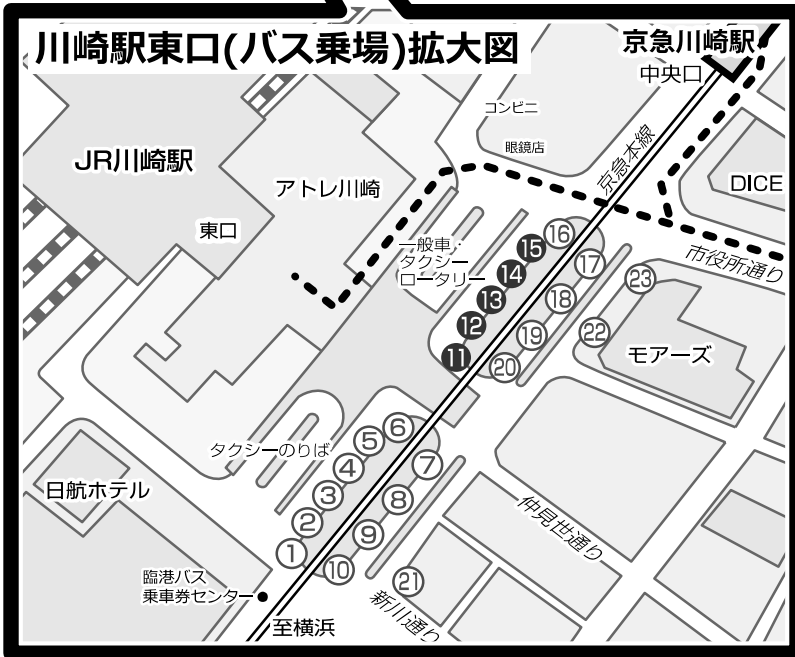 川崎駅東口(バス乗場)拡大図
京急川崎駅
中央口
コンビニ
眼鏡店
京急本線
JR川崎駅
アトレ川崎
東口
DICE
市役所通り
一般車・
タクシー
ロータリー
⑯
⓯
⓮
⓭
⓬
⓫
⑰
⑱
⑲
⑳
㉓
㉒
モアーズ
タクシーのりば
⑥
⑤
④
③
②
①
⑦
⑧
⑨
⑩
㉑
日航ホテル
仲見世通り
新川通り
臨港バス
乗車券センター
至横浜